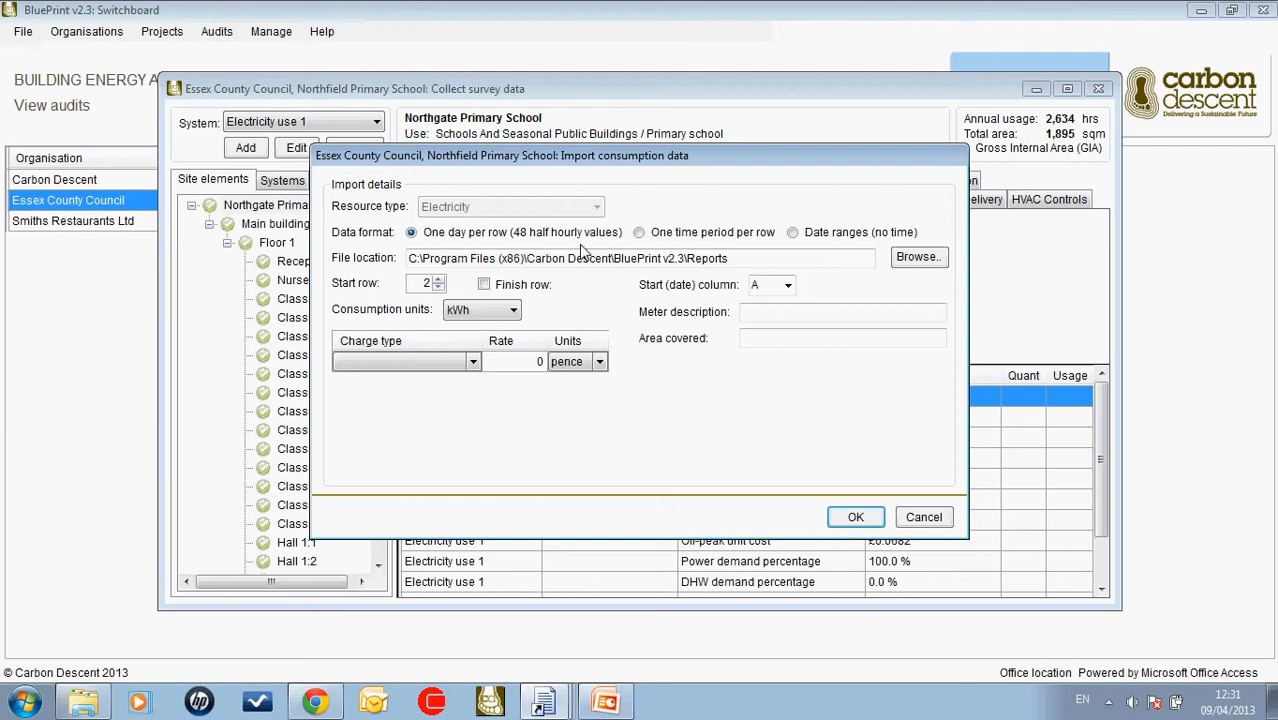 BluePrint v2.3: Switchboard
File Organisations Projects Audits Manage Help
BUILDING ENERGY A
View audits
carbon
descent
Delivering a Sustainable Future
Organisation
Carbon Descent
Essex County Council
Smiths Restaurants Ltd
Essex County Council, Northfield Primary School: Collect survey data
System: Electricity use 1
Add Edit
Northgate Primary School
Use: Schools And Seasonal Public Buildings / Primary school
Annual usage: 2,634 hrs
Total area: 1,895 sqm
Gross Internal Area (GIA)
Site elements Systems
on
elivery HVAC Controls
Northgate Prima
Main building
Floor 1
Recep
Nurse
Class
Class
Class
Class
Class
Class
Class
Class
Class
Class
Class
Class
Class
Hall 1:1
Hall 1:2
Essex County Council, Northfield Primary School: Import consumption data
Import details
Resource type: Electricity
Data format: One day per row (48 half hourly values) One time period per row Date ranges (no time)
File location: C:\Program Files (x86)\Carbon Descent\BluePrint v2.3\Reports Browse..
Start row: 2 Finish row: Start (date) column: A
Consumption units: kWh Meter description:
Area covered:
Charge type Rate Units
0 pence
OK Cancel
Quant Usage
Electricity use 1 Off-peak unit cost £0.0682
Electricity use 1 Power demand percentage 100.0 %
Electricity use 1 DHW demand percentage 0.0 %
© Carbon Descent 2013 Office location Powered by Microsoft Office Access
EN 12:31
09/04/2013